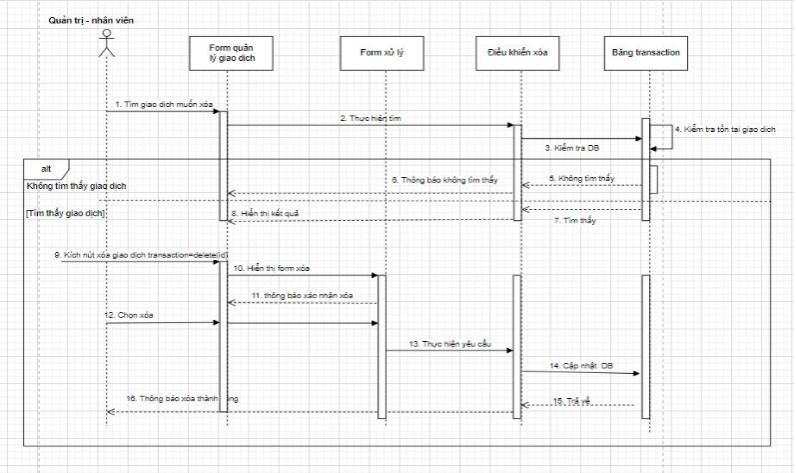 Quản trị - nhân viên
Form quản
lý giao dịch
Form xử lý
Điều khiển xóa
Bảng transaction
1. Tìm giao dịch muốn xóa
2. Thực hiện tìm
3. Kiểm tra DB
4. Kiểm tra tồn tại giao dịch
alt
Không tìm thấy giao dịch
5. Không tìm thấy
6. Thông báo không tìm thấy
[Tìm thấy giao dịch]
7. Tìm thấy
8. Hiển thị kết quả
9. Kích nút xóa giao dịch transaction=delete(id)
10. Hiển thị form xóa
11. thông báo xác nhận xóa
12. Chọn xóa
13. Thực hiện yêu cầu
14. Cập nhật DB
15. Trả về
16. Thông báo xóa thành ông